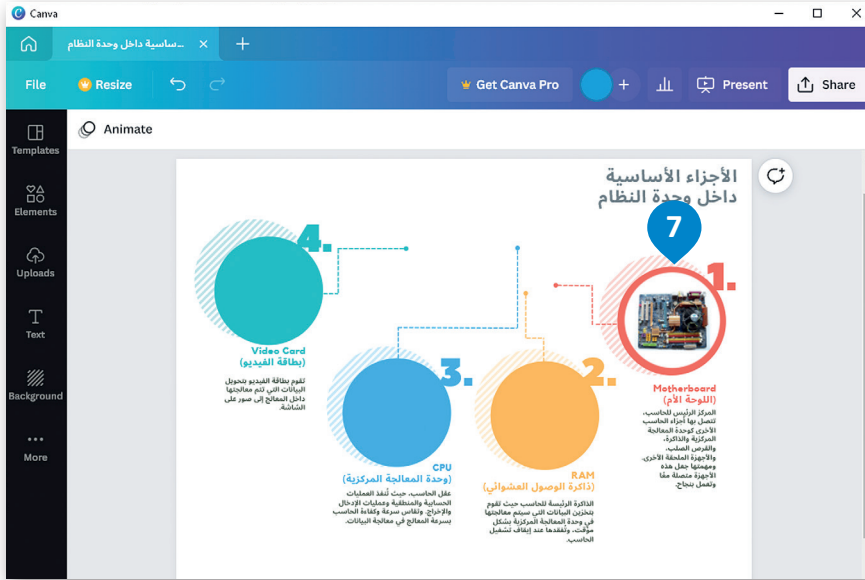 Canva
...ساسية داخل وحدة النظام
File
Resize
Get Canva Pro
Present
Share
Templates
Elements
Uploads
Text
Background
More
Animate
الأجزاء الأساسية
داخل وحدة النظام
7
1.
Motherboard
(اللوحة الأم)
المركز الرئيس للحاسب،
تتصل بها أجزاء الحاسب
الأخرى كوحدة المعالجة
المركزية والذاكرة،
والقرص الصلب،
والأجهزة الملحقة الأخرى،
ومهمتها جعل هذه
الأجهزة متصلة معًا
وتعمل بنجاح.
2.
RAM
(ذاكرة الوصول العشوائي)
الذاكرة الرئيسة للحاسب حيث تقوم
بتخزين البيانات التي سيتم معالجتها
في وحدة المعالجة المركزية بشكل
مؤقت، وتُفقدها عند إيقاف تشغيل
الحاسب.
3.
CPU
(وحدة المعالجة المركزية)
عقل الحاسب، حيث تُنفذ العمليات
الحسابية والمنطقية وعمليات الإدخال
والإخراج. وتقاس سرعة وكفاءة الحاسب
بسرعة المعالج في معالجة البيانات.
4.
Video Card
(بطاقة الفيديو)
تقوم بطاقة الفيديو بتحويل
البيانات التي تتم معالجتها
داخل المعالج إلى صور على
الشاشة.